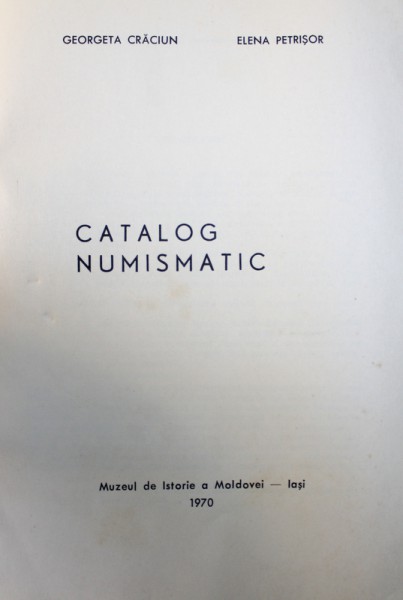 GEORGETA CRĂCIUN ELENA PETRIȘOR
CATALOG
NUMISMATIC
Muzeul de Istorie a Moldovei — Iași
1970